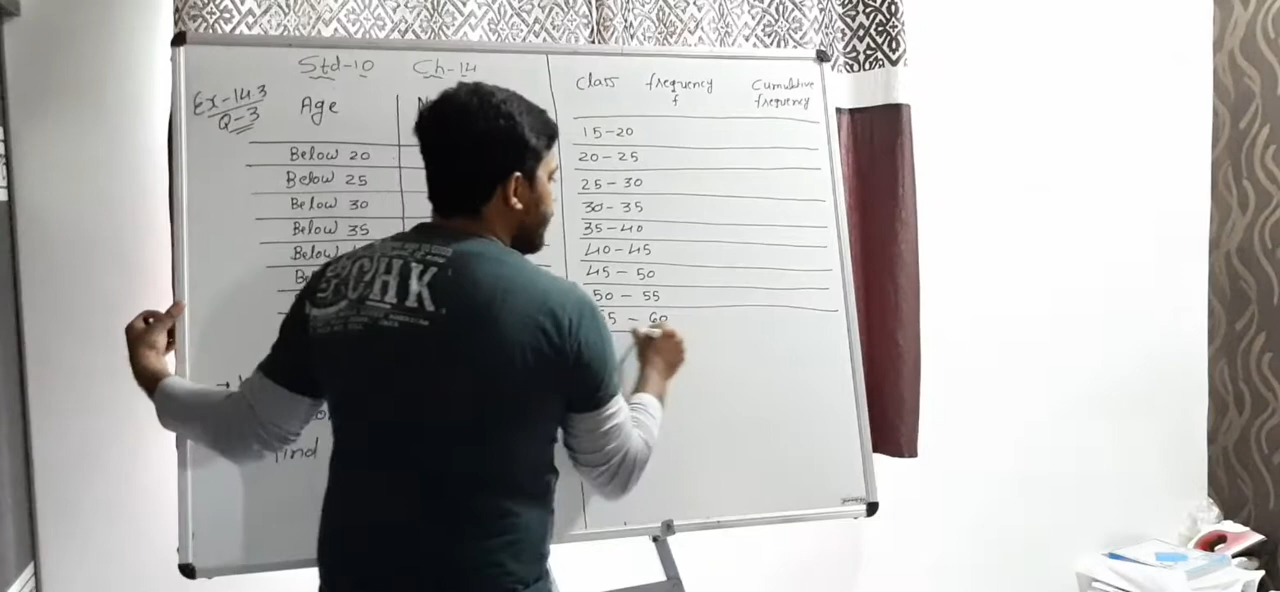 Std-10 Ch-14
Ex-14.3
Q-3
Age
Below 20
Below 25
Below 30
Below 35
find
Class frequency f Cumulative frequency
15-20
20-25
25-30
30-35
35-40
40-45
45-50
50-55
55-60
CHK